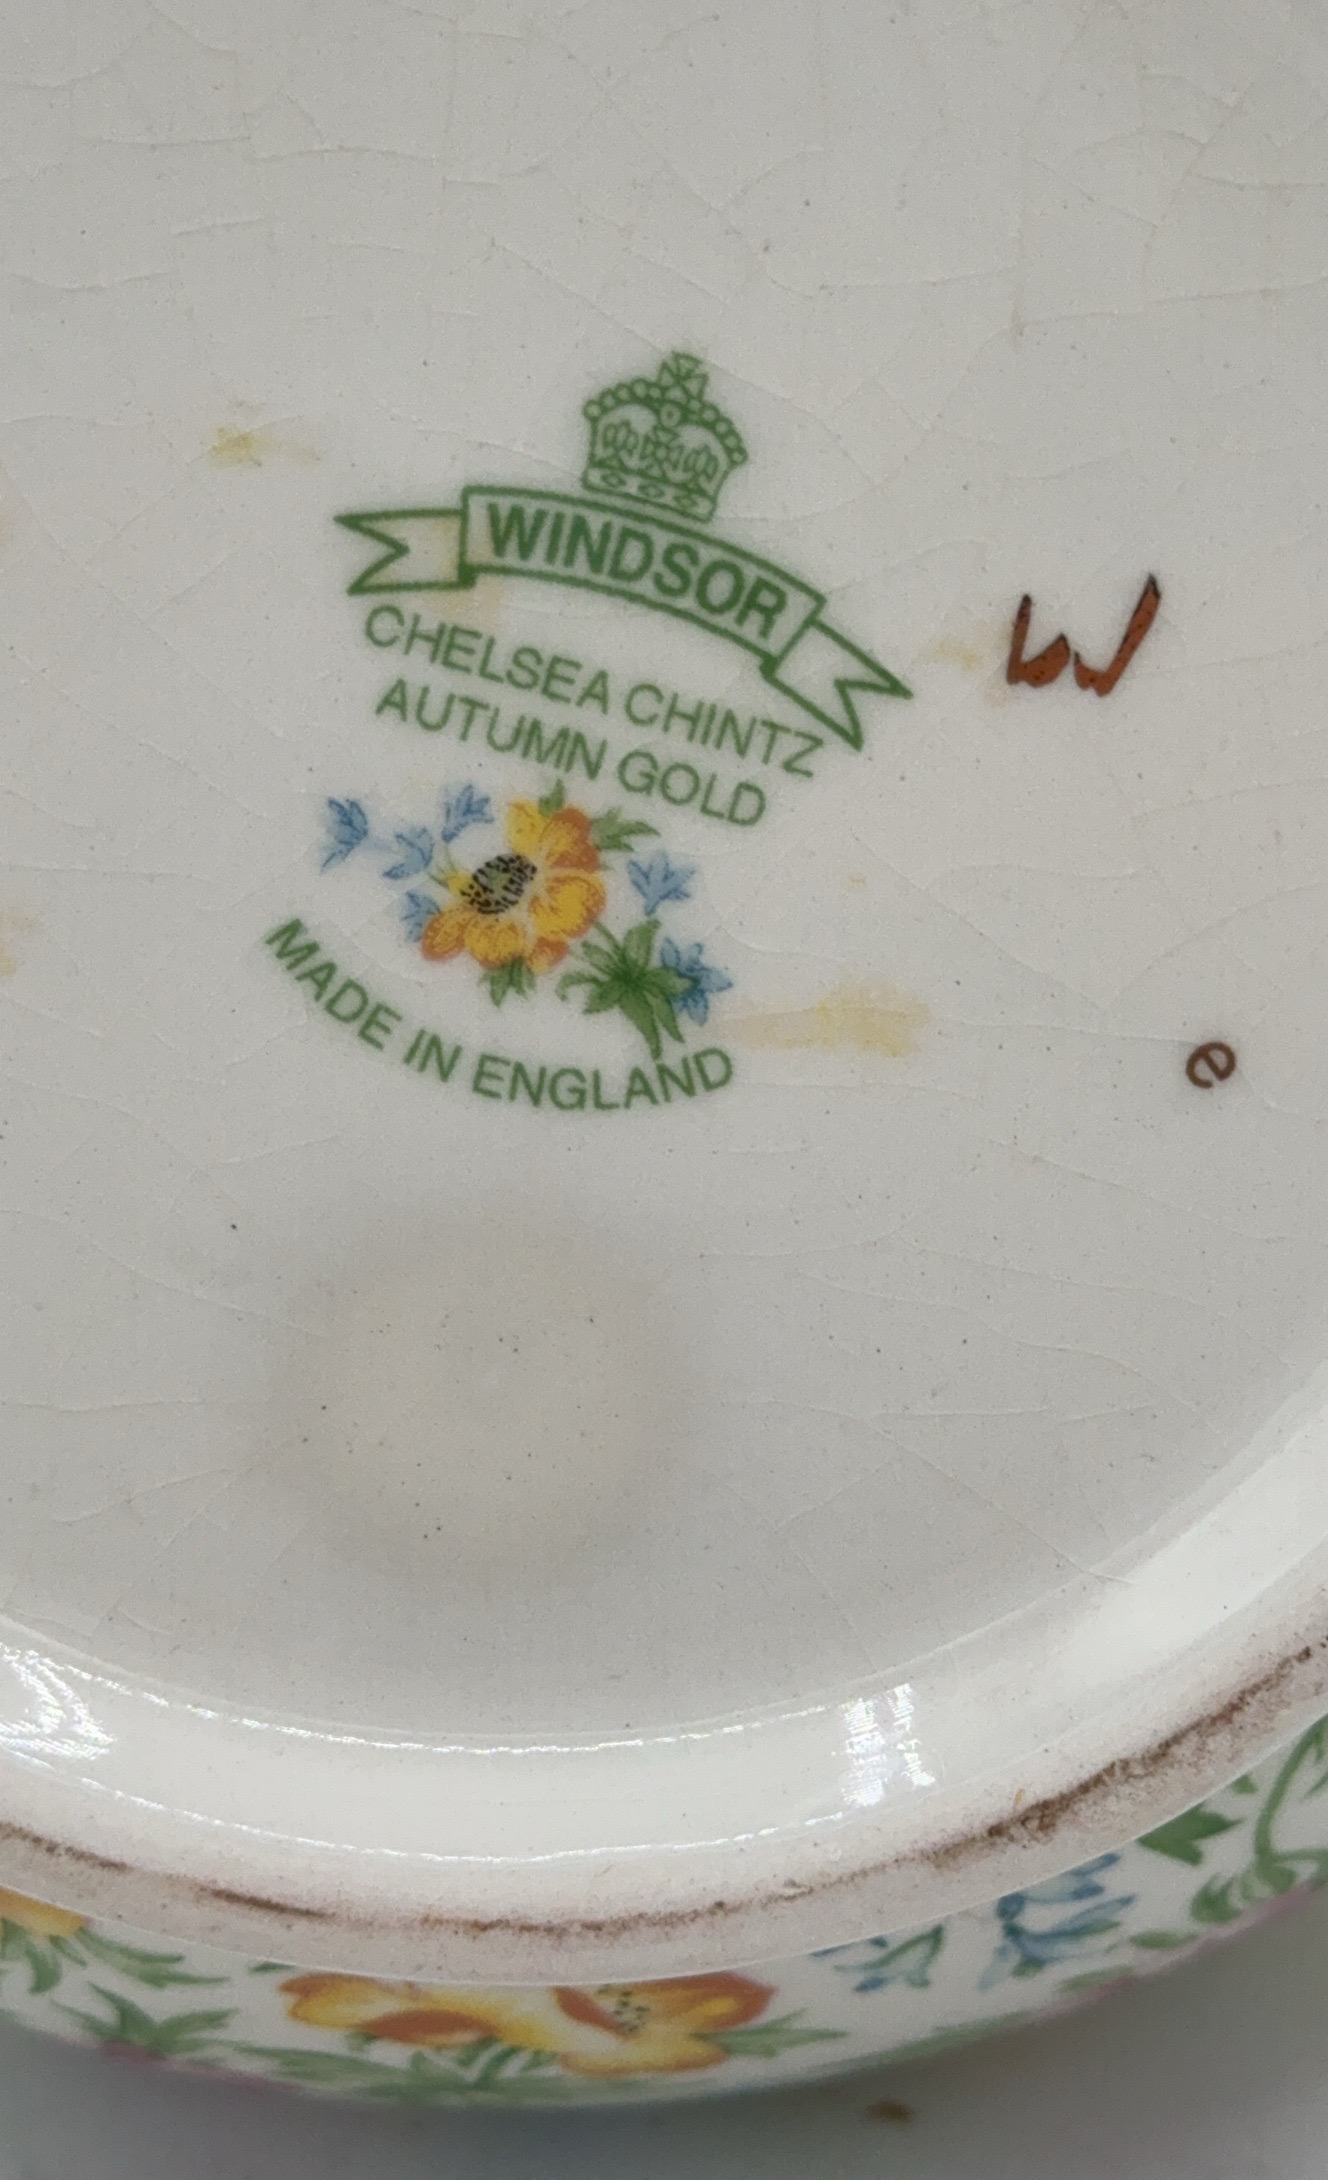 WINDSOR
CHELSEA CHINTZ
AUTUMN GOLD
MADE IN ENGLAND
W
e